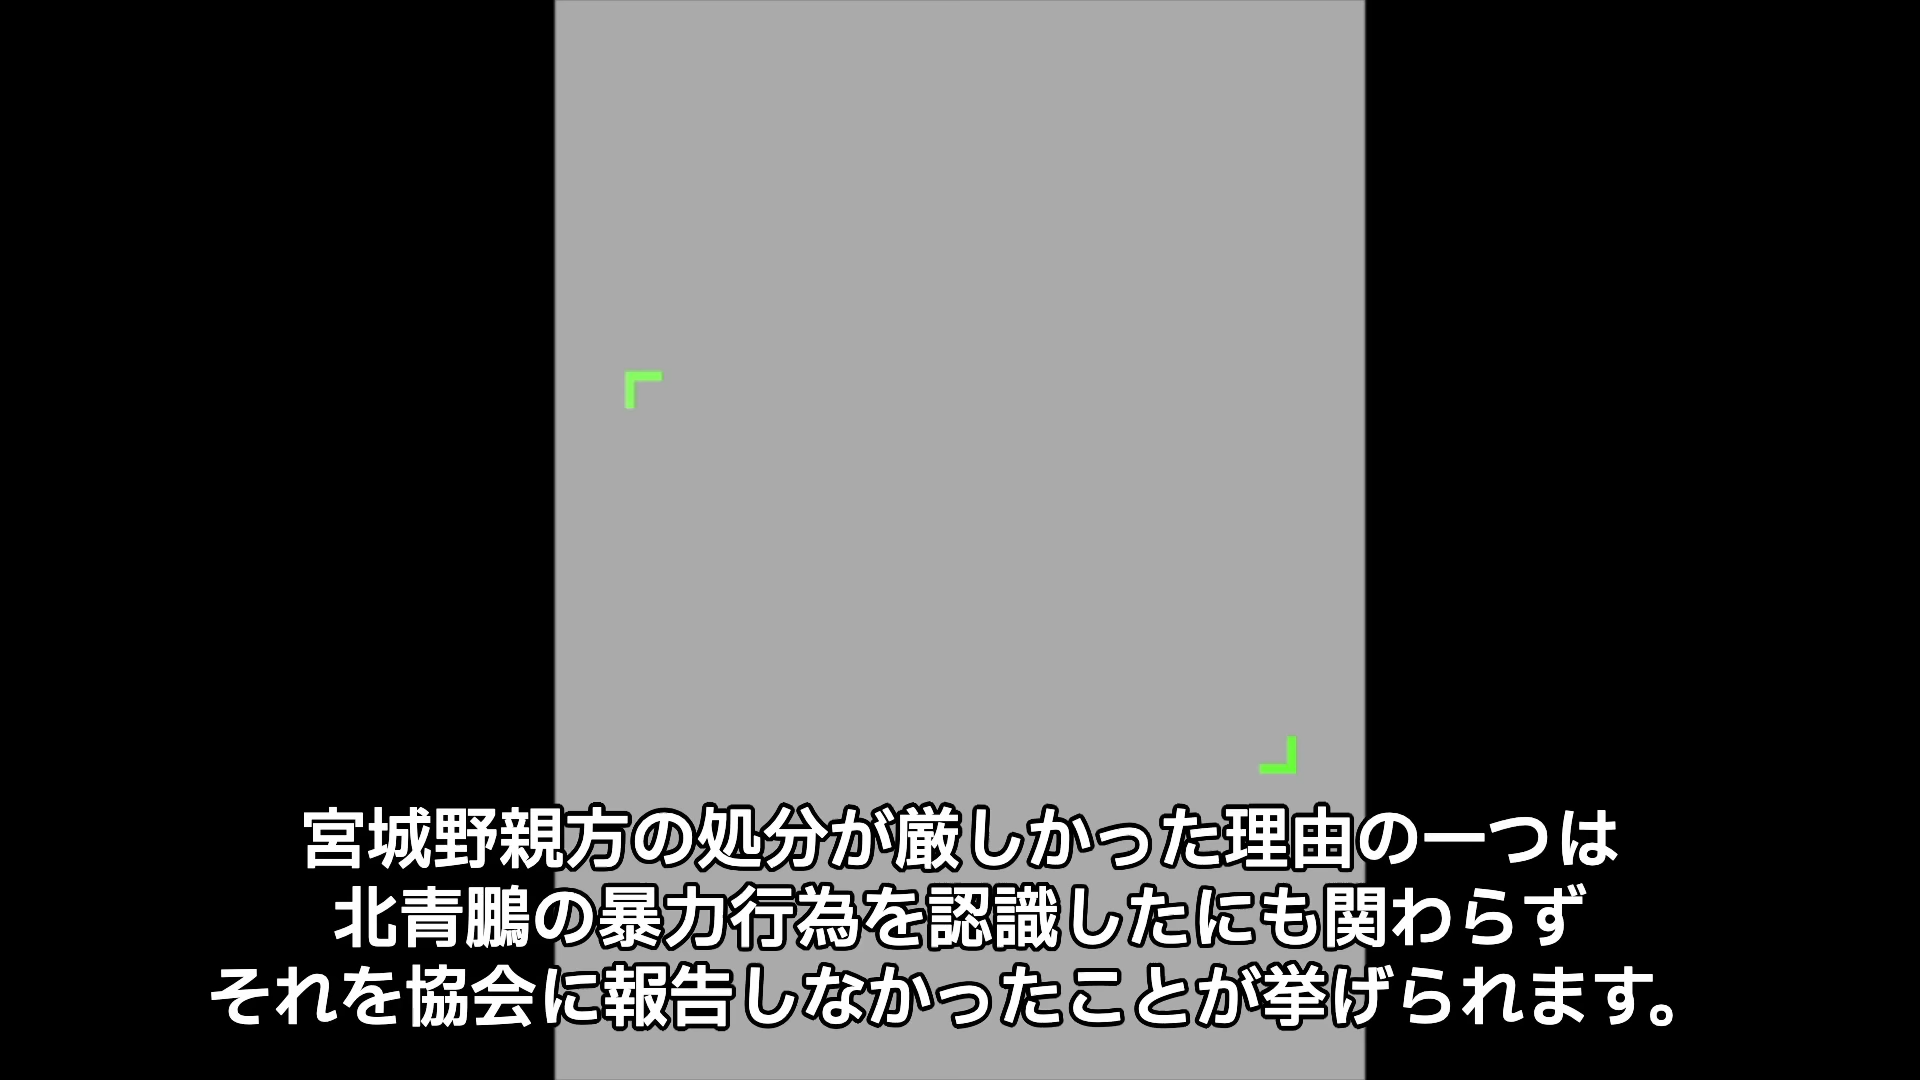 宮城野親方の処分が厳しかった理由の一つは
北青鵬の暴力行為を認識したにも関わらず
それを協会に報告しなかったことが挙げられます。